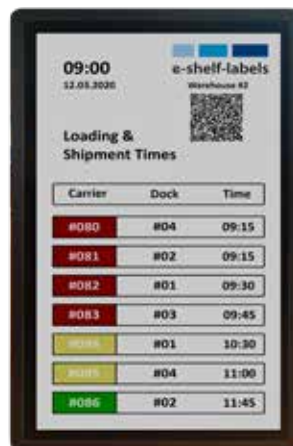 09:00
12.03.2020
e-shelf-labels
Warehouse 02
Loading &
Shipment Times
Carrier Dock Time
#080 #04 09:15
#081 #02 09:15
#082 #01 09:30
#083 #03 09:45
#01 10:30
#04 11:00
#086 #02 11:45